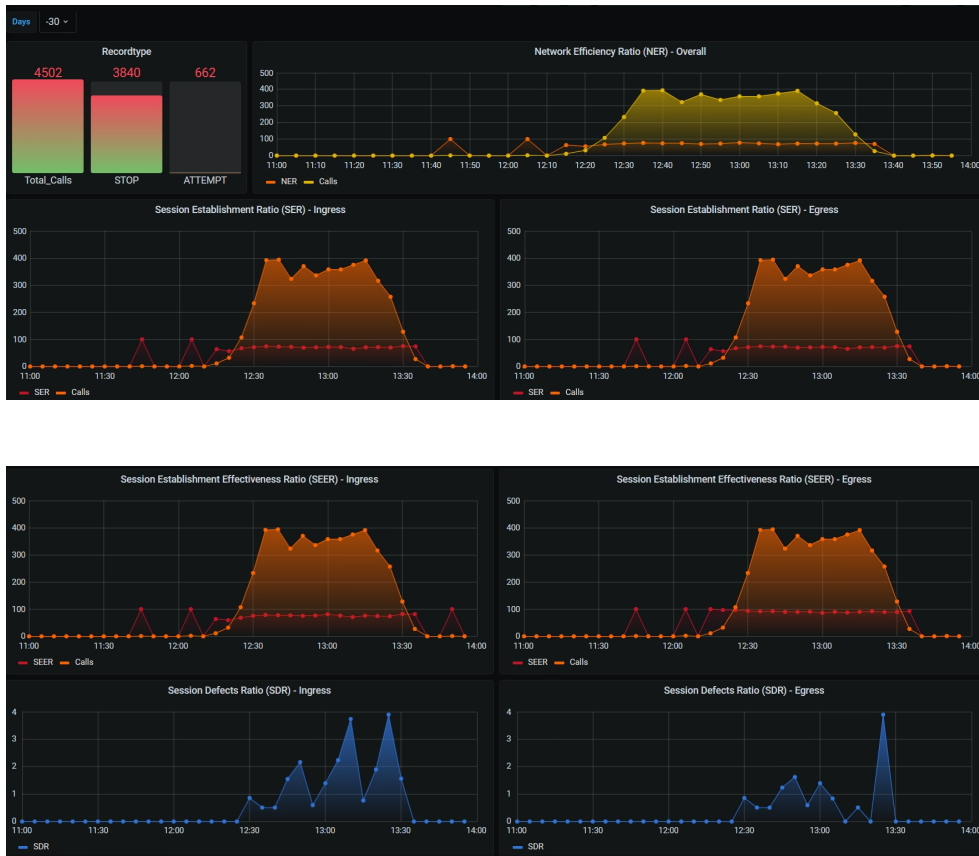 Days -30
Recordtype
4502 3840 662
Total_Calls STOP ATTEMPT
Network Efficiency Ratio (NER) - Overall
500
400
300
200
100
0
11:00 11:10 11:20 11:30 11:40 11:50 12:00 12:10 12:20 12:30 12:40 12:50 13:00 13:10 13:20 13:30 13:40 13:50 14:00
NER Calls
Session Establishment Ratio (SER) - Ingress
500
400
300
200
100
0
11:00 11:30 12:00 12:30 13:00 13:30 14:00
SER Calls
Session Establishment Ratio (SER) - Egress
500
400
300
200
100
0
11:00 11:30 12:00 12:30 13:00 13:30 14:00
SER Calls
Session Establishment Effectiveness Ratio (SEER) - Ingress
500
400
300
200
100
0
11:00 11:30 12:00 12:30 13:00 13:30 14:00
SEER Calls
Session Establishment Effectiveness Ratio (SEER) - Egress
500
400
300
200
100
0
11:00 11:30 12:00 12:30 13:00 13:30 14:00
SEER Calls
Session Defects Ratio (SDR) - Ingress
4
3
2
1
0
11:00 11:30 12:00 12:30 13:00 13:30 14:00
SDR
Session Defects Ratio (SDR) - Egress
4
3
2
1
0
11:00 11:30 12:00 12:30 13:00 13:30 14:00
SDR